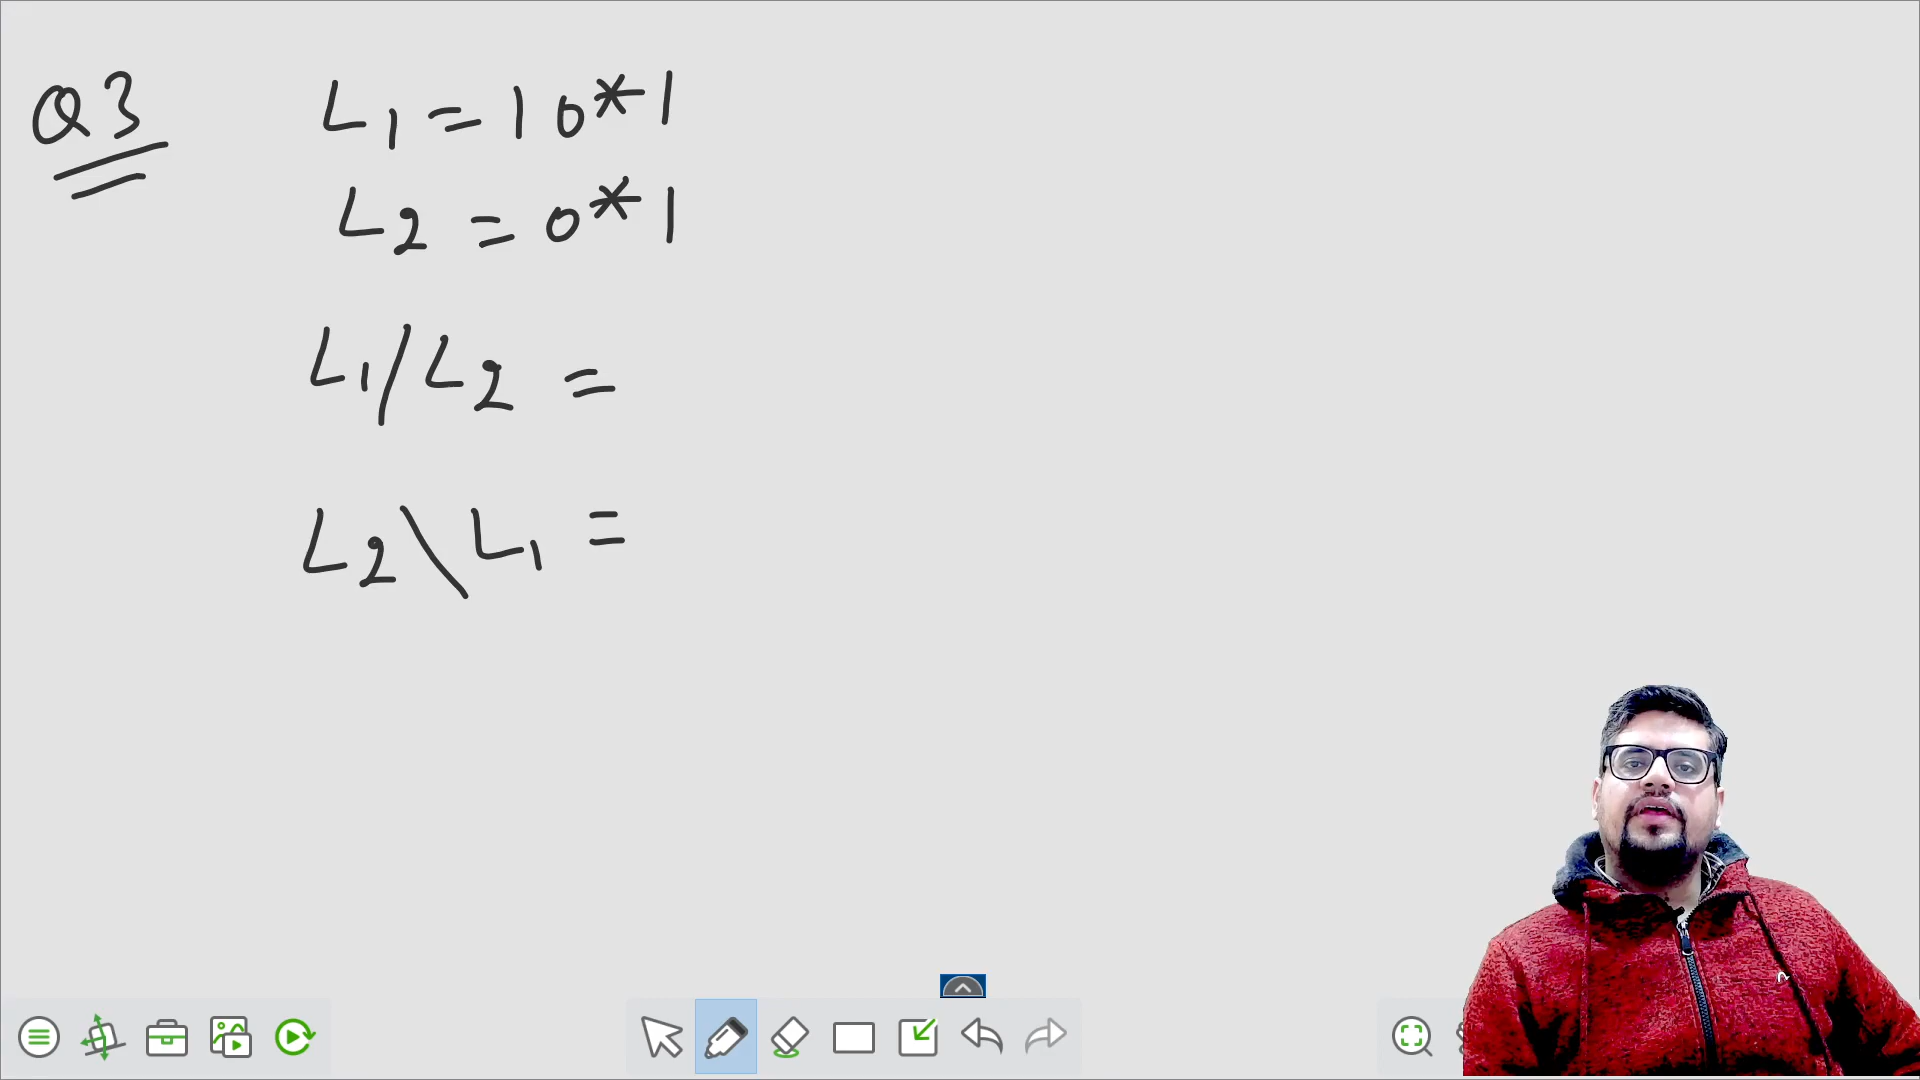 Q3 L1 = 10*1
L2 = 0*1
L1/L2 =
L2\L1 =